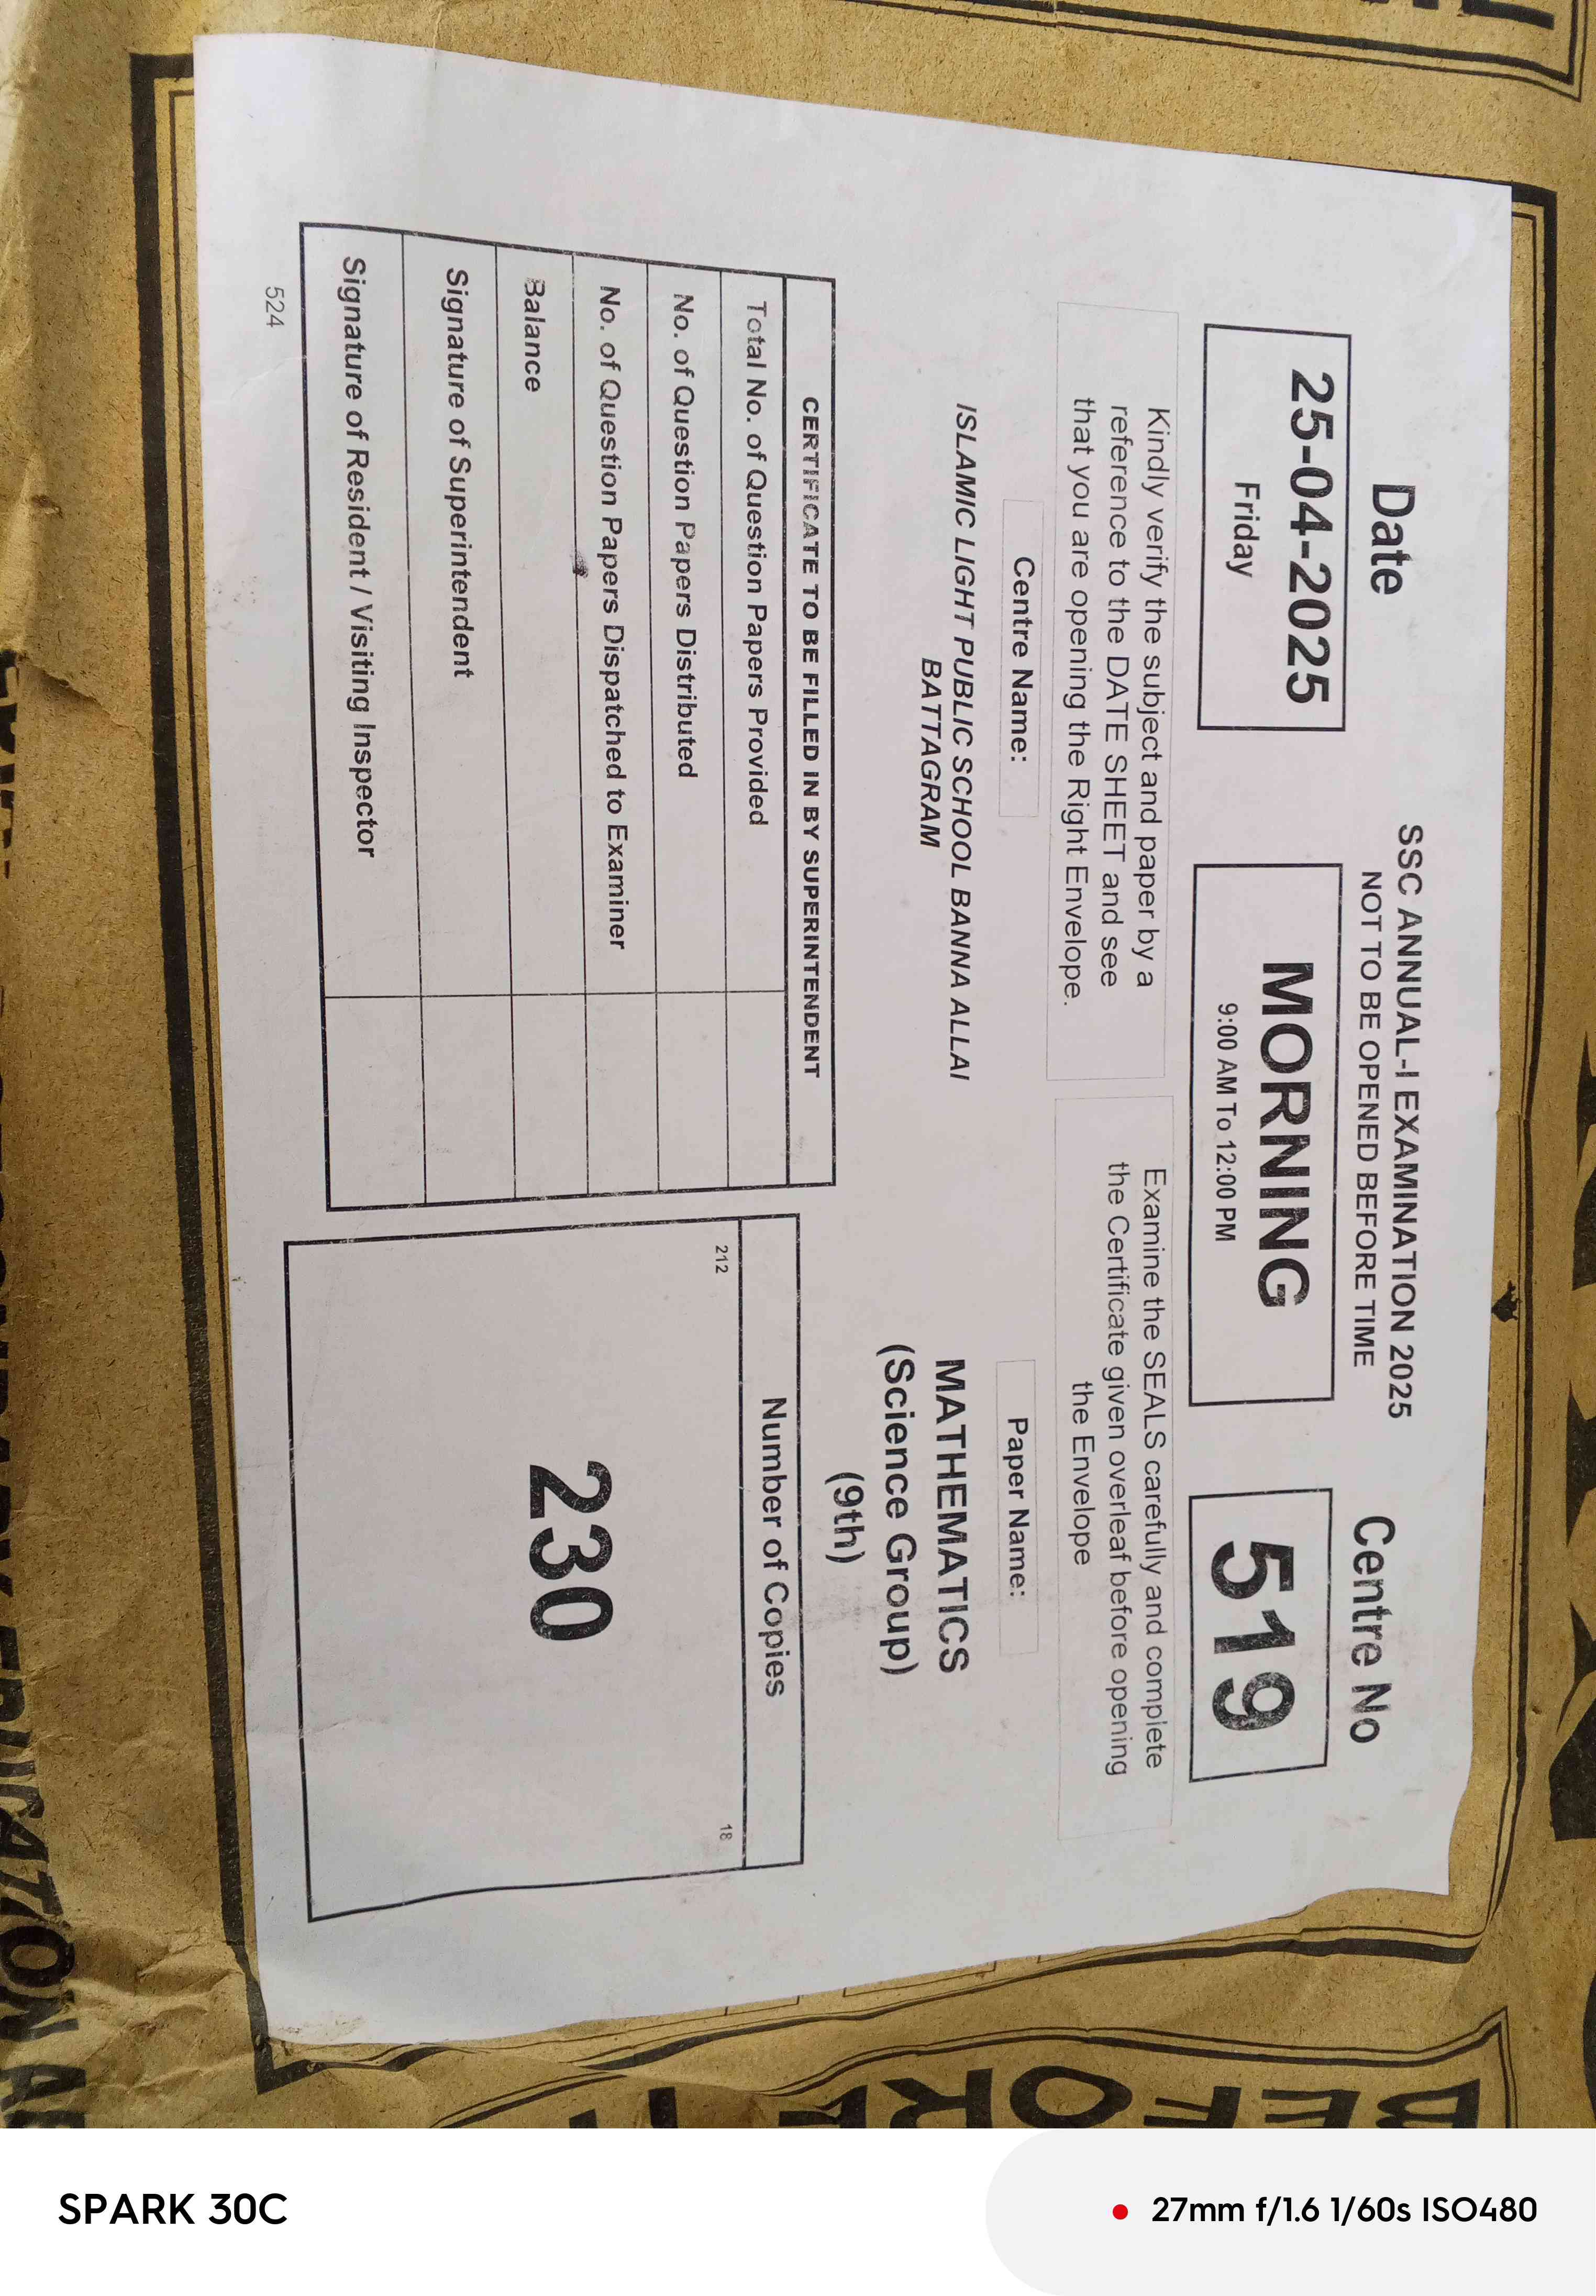 SSC ANNUAL-I EXAMINATION 2025
NOT TO BE OPENED BEFORE TIME
Date
25-04-2025
Friday
MORNING
9:00 AM To 12:00 PM
Centre No
519
Kindly verify the subject and paper by a
reference to the DATE SHEET and see
that you are opening the Right Envelope.
Examine the SEALS carefully and complete
the Certificate given overleaf before opening
the Envelope
Centre Name:
ISLAMIC LIGHT PUBLIC SCHOOL BANNA ALLAI
BATTAGRAM
Paper Name:
MATHEMATICS
(Science Group)
(9th)
CERTIFICATE TO BE FILLED IN BY SUPERINTENDENT
Total No. of Question Papers Provided
No. of Question Papers Distributed
No. of Question Papers Dispatched to Examiner
Balance
Signature of Superintendent
Signature of Resident / Visiting Inspector
Number of Copies
212
18
230
524
BEFORE
SPARK 30C
27mm f/1.6 1/60s ISO480